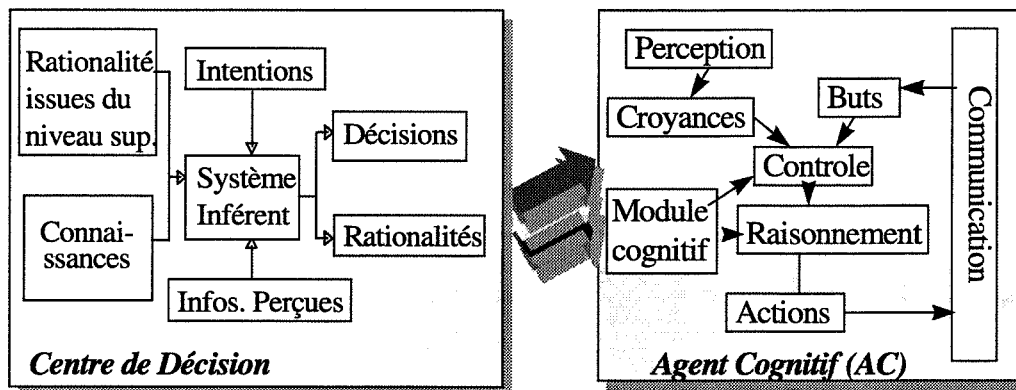 Rationalité
issues du
niveau sup.
Intentions
Décisions
Système
Inférent
Connai-
ssances
Rationalités
Infos. Perçues
Centre de Décision
Perception
Croyances
Buts
Controle
Module
cognitif
Raisonnement
Actions
Communication
Agent Cognitif (AC)